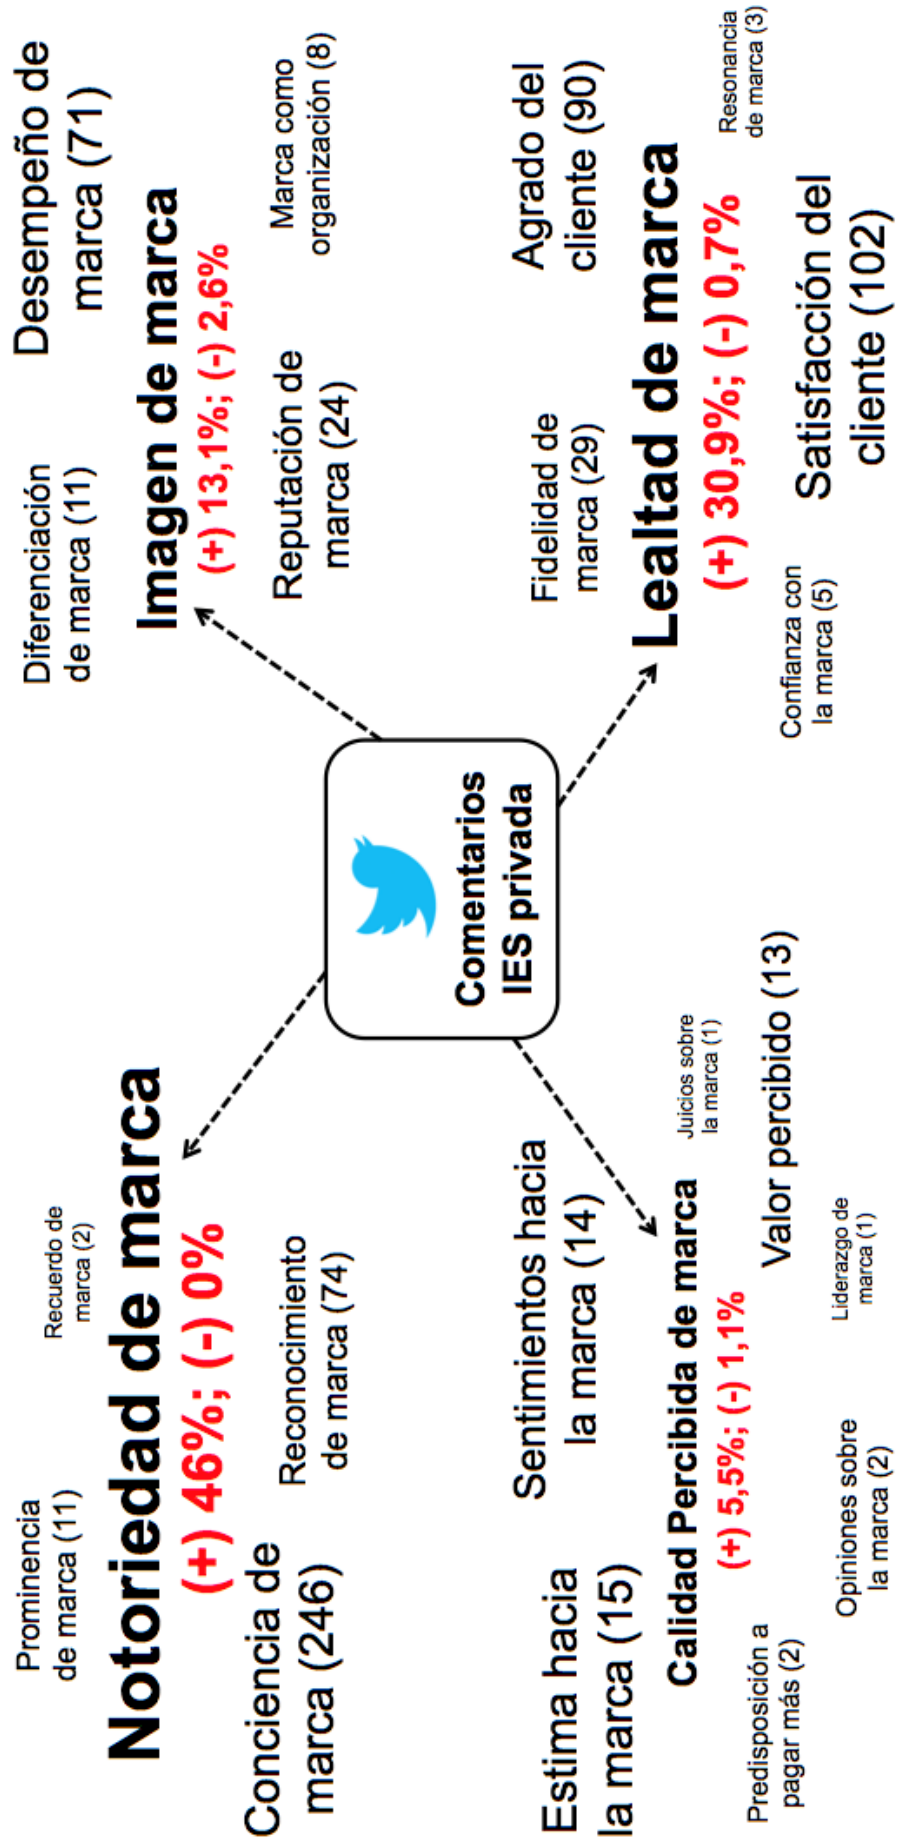 Prominencia
de marca (11)
Recuerdo de
marca (2)
Notoriedad de marca
(+) 46%; (-) 0%
Conciencia de
marca (246)
Reconocimiento
de marca (74)
Diferenciación
de marca (11)
Desempeño de
marca (71)
Imagen de marca
(+) 13,1%; (-) 2,6%
Reputación de
marca (24)
Marca como
organización (8)
Comentarios
IES privada
Estima hacia
la marca (15)
Sentimientos hacia
la marca (14)
Calidad Percibida de marca
(+) 5,5%; (-) 1,1%
Juicios sobre
la marca (1)
Predisposición a
pagar más (2)
Opiniones sobre
la marca (2)
Liderazgo de
marca (1)
Valor percibido (13)
Fidelidad de
marca (29)
Agrado del
cliente (90)
Lealtad de marca
(+) 30,9%; (-) 0,7%
Resonancia
de marca (3)
Confianza con
la marca (5)
Satisfacción del
cliente (102)